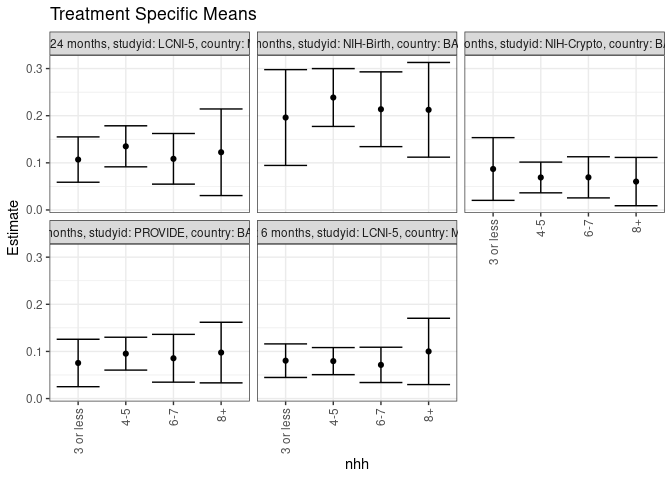 Treatment Specific Means
24 months, studyid: LCNI-5, country:
months, studyid: NIH-Birth, country: BA
onths, studyid: NIH-Crypto, country: BA
0.3
0.2
0.1
0.0
months, studyid: PROVIDE, country: BA
6 months, studyid: LCNI-5, country: M
3 or less
4-5
6-7
8+
0.3
0.2
0.1
0.0
3 or less
4-5
6-7
8+
3 or less
4-5
6-7
8+
Estimate
nhh